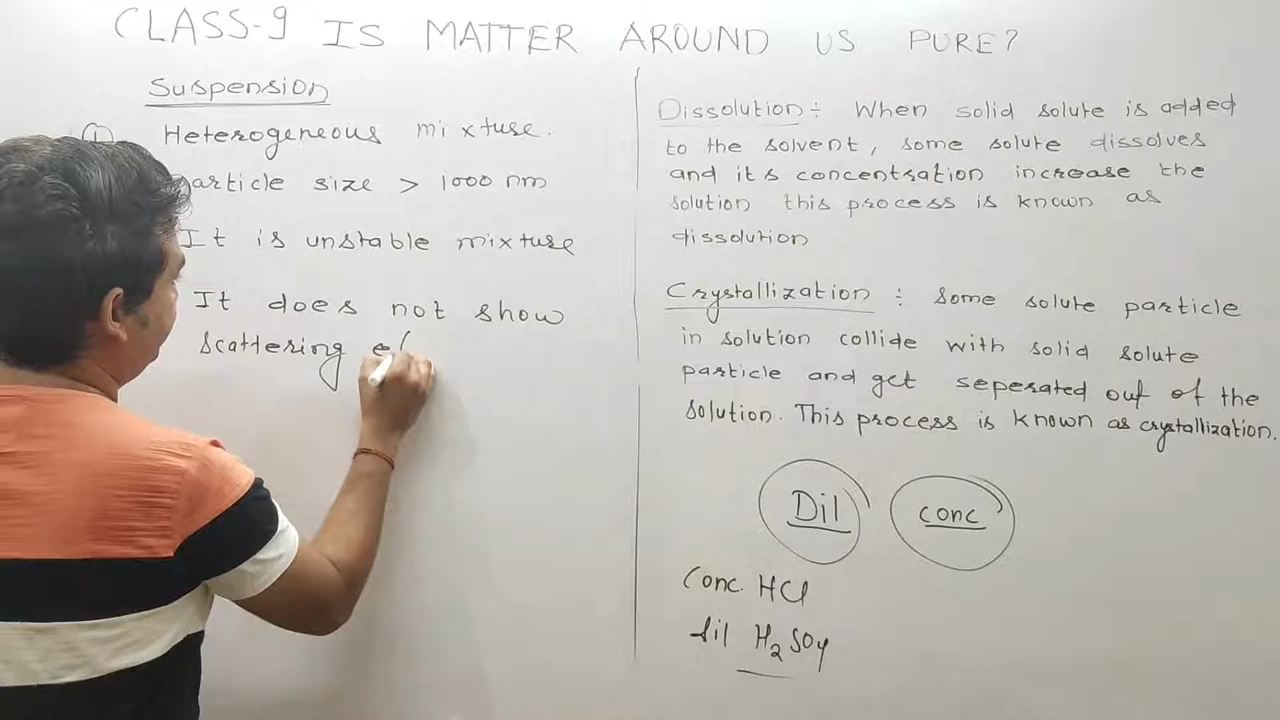 CLASS-9 IS MATTER AROUND US PURE?
Suspension
① Heterogeneous mixture.
article size > 1000 nm
It is unstable mixture
It does not show
Scattering ef
Dissolution :- When solid solute is added
to the solvent, some solute dissolves
and its concentration increase the
solution this process is known as
dissolution
Crystallization : Some solute particle
in solution collide with solid solute
particle and get seperated out of the
solution. This process is known as crystallization.
Dil conc
Conc. HCl
dil H₂SO₄